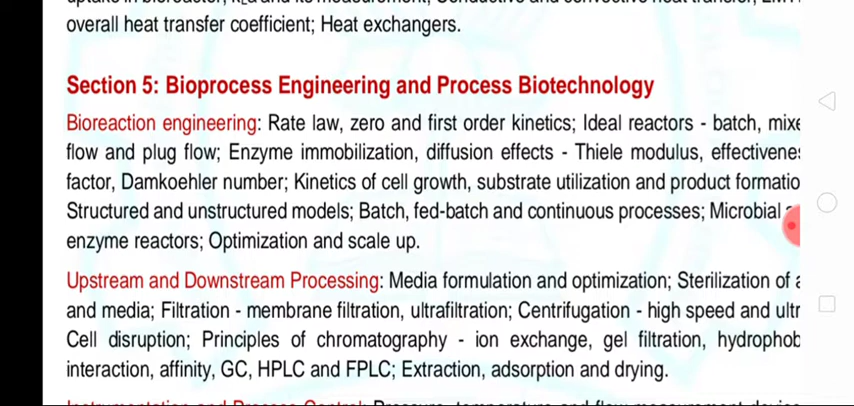 overall heat transfer coefficient; Heat exchangers.
Section 5: Bioprocess Engineering and Process Biotechnology
Bioreaction engineering: Rate law, zero and first order kinetics; Ideal reactors - batch, mixe
flow and plug flow; Enzyme immobilization, diffusion effects - Thiele modulus, effectivenes
factor, Damkoehler number; Kinetics of cell growth, substrate utilization and product formatio
Structured and unstructured models; Batch, fed-batch and continuous processes; Microbial
enzyme reactors; Optimization and scale up.
Upstream and Downstream Processing: Media formulation and optimization; Sterilization of a
and media; Filtration - membrane filtration, ultrafiltration; Centrifugation - high speed and ultr
Cell disruption; Principles of chromatography - ion exchange, gel filtration, hydrophob
interaction, affinity, GC, HPLC and FPLC; Extraction, adsorption and drying.